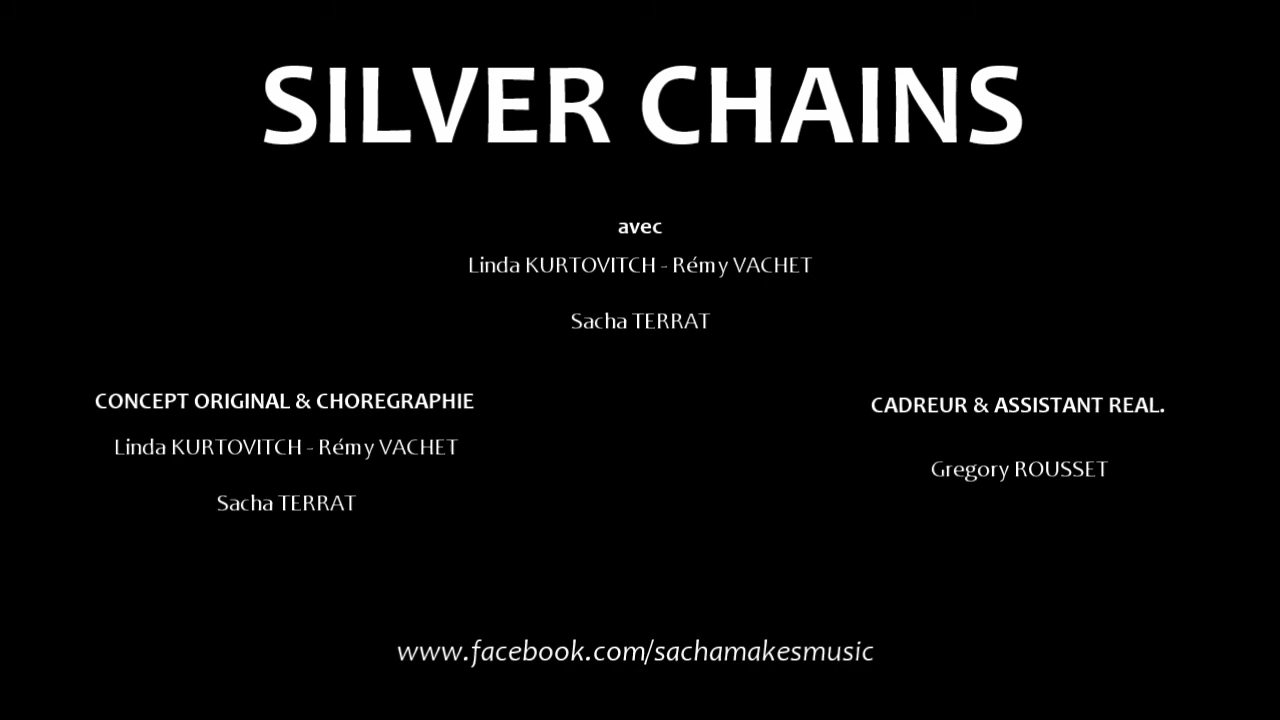 SILVER CHAINS
avec
Linda KURTOVITCH - Rémy VACHET
Sacha TERRAT
CONCEPT ORIGINAL & CHOREGRAPHIE
Linda KURTOVITCH - Rémy VACHET
Sacha TERRAT
CADREUR & ASSISTANT REAL.
Gregory ROUSSET
www.facebook.com/sachamakesmusic